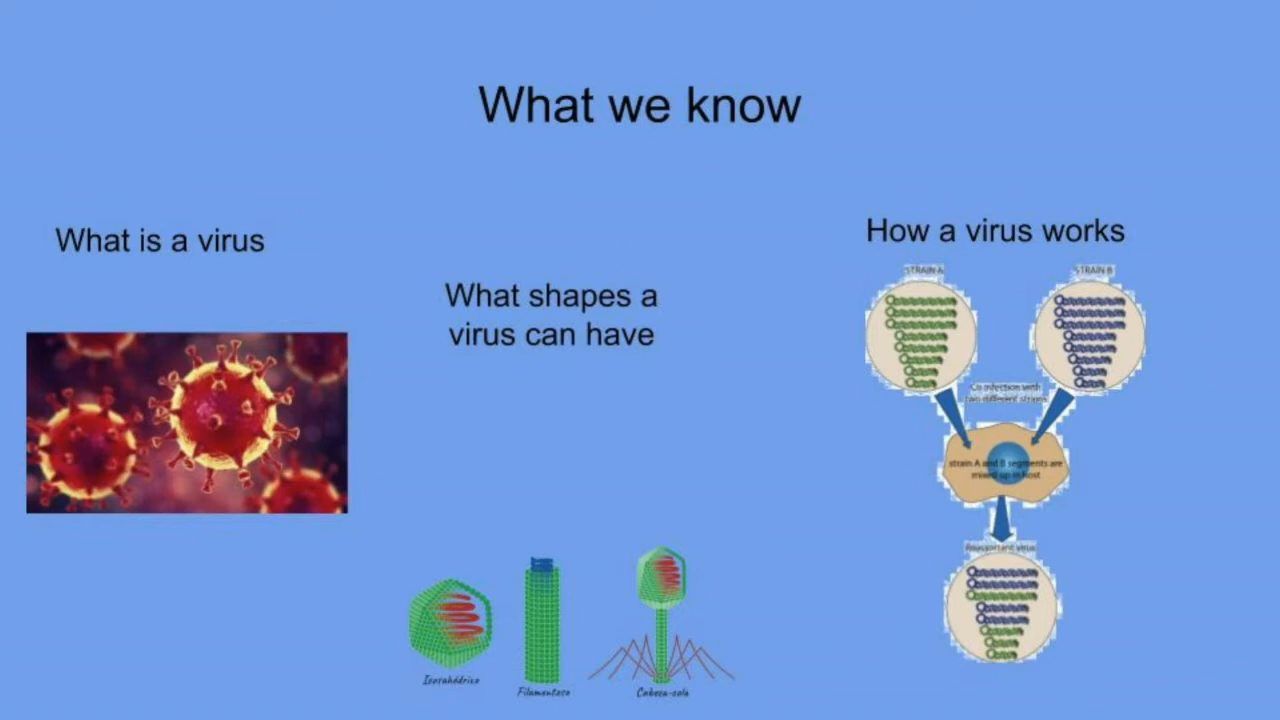 What we know
What is a virus
What shapes a
virus can have
How a virus works
STRAIN A
STRAIN B
Co infection with
two different strains
strain A and B segments are
mixed up in host
Reassortant virus
Icosahédrico
Filamentoso
Cabeza-cola